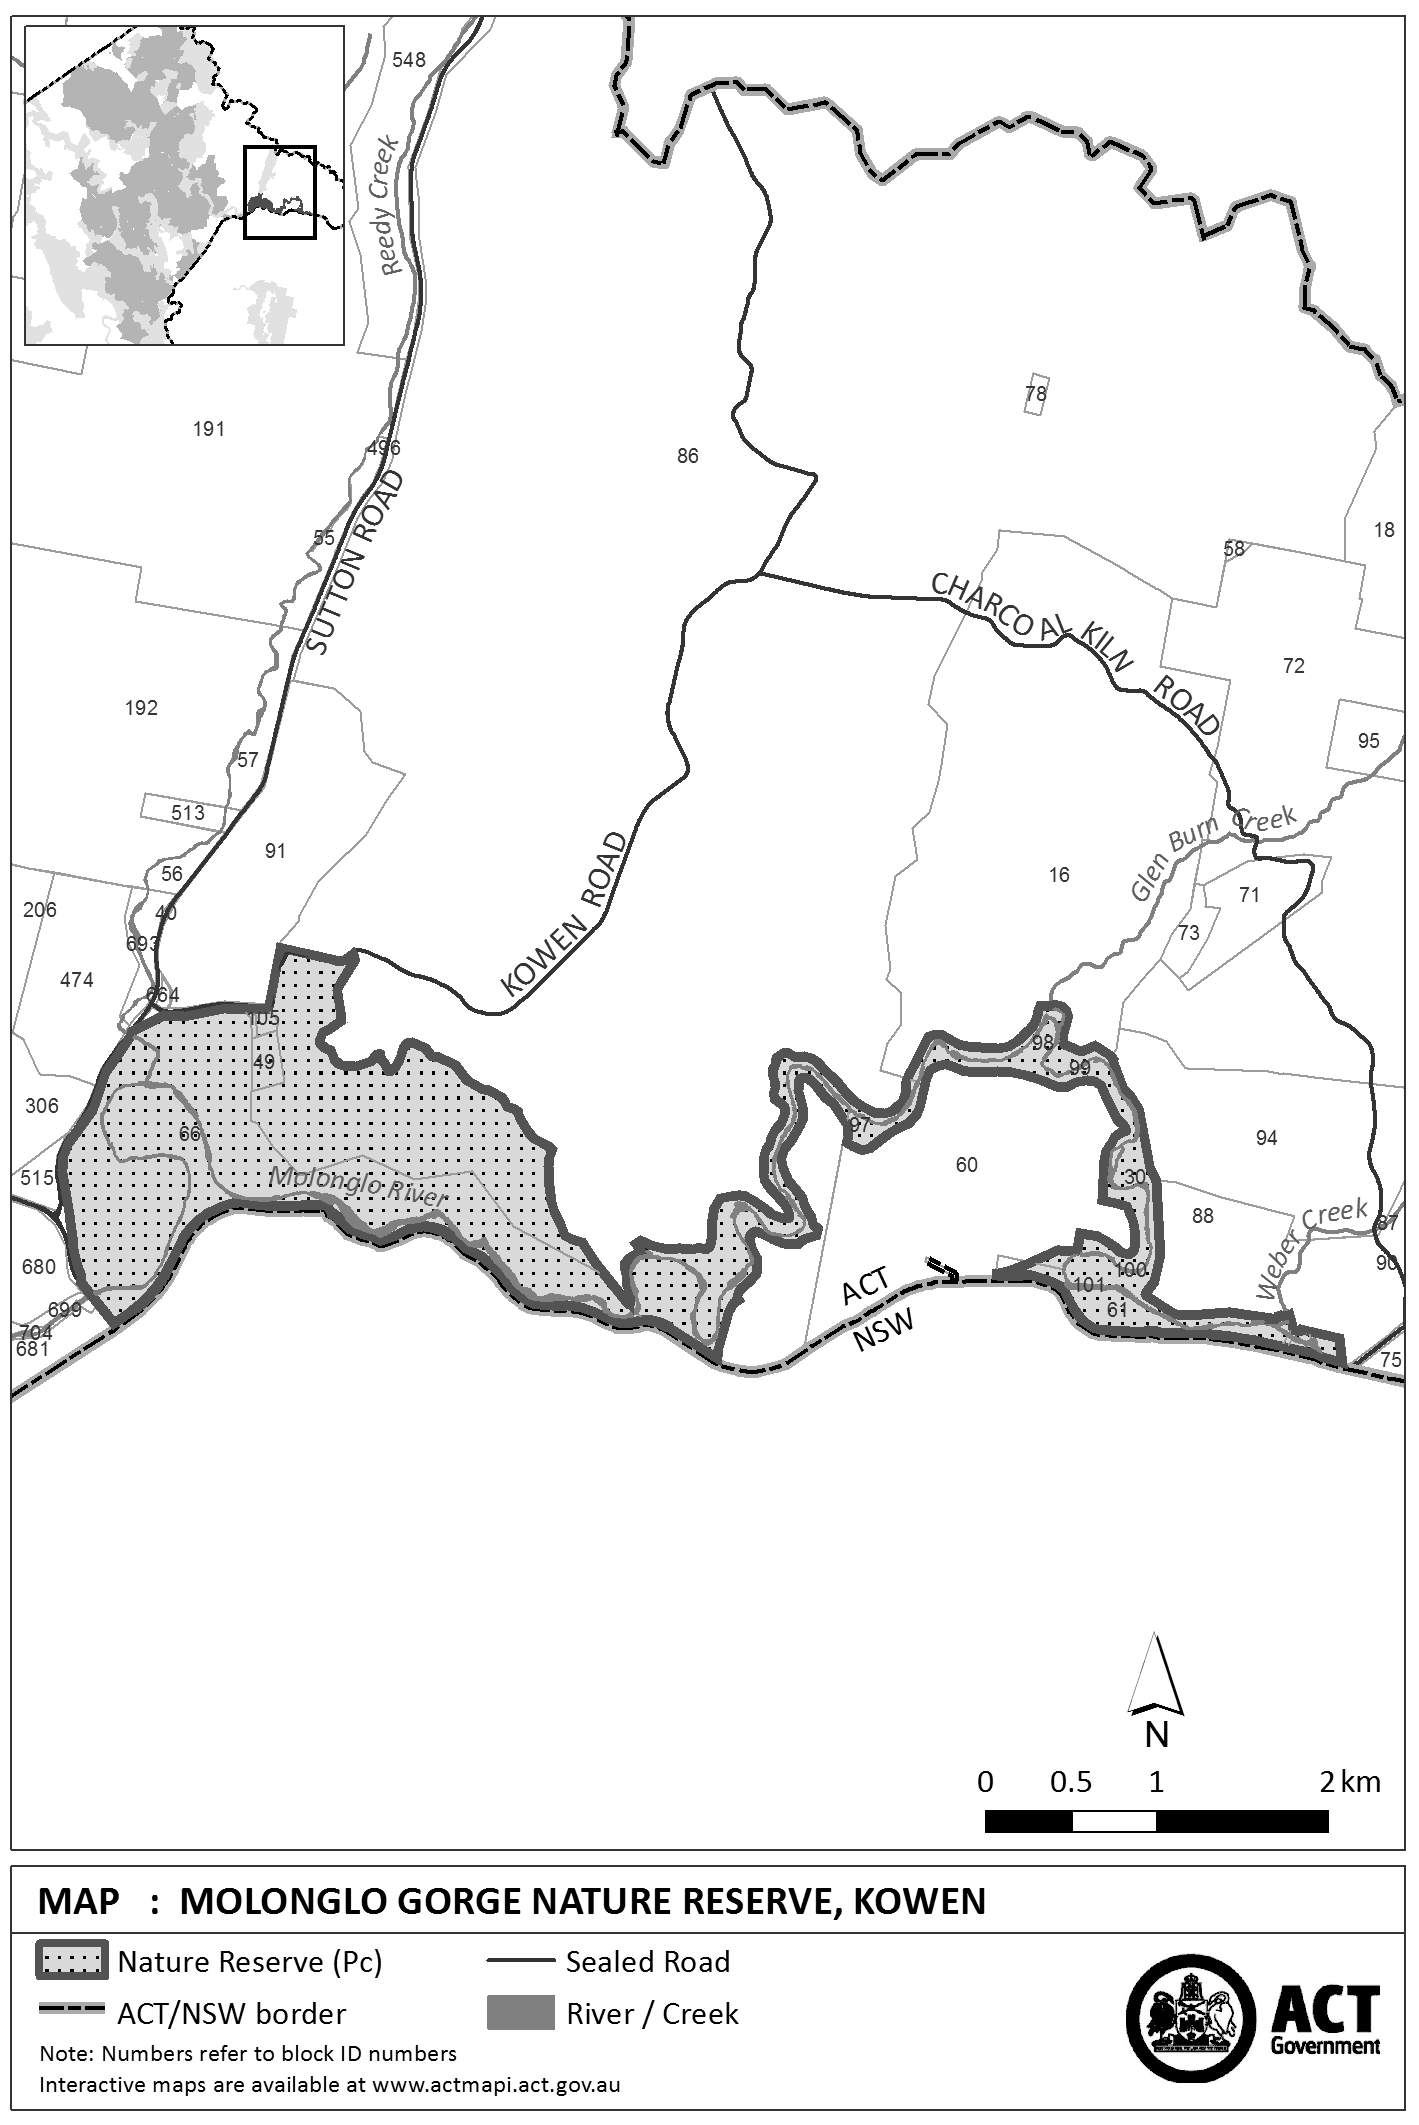 548
Reedy Creek
78
191
86
496
18
55
58
SUTTON ROAD
CHARCOAL KILN ROAD
72
192
95
57
513
Glen Burn Creek
91
KOWEN ROAD
56
16
71
206
40
73
693
474
664
105
98
49
99
306
97
66
94
60
515
Molonglo River
30
88
Weber Creek
87
680
100
90
ACT
101
699
61
NSW
704
681
75
N
0 0.5 1 2 km
MAP : MOLONGLO GORGE NATURE RESERVE, KOWEN
Nature Reserve (Pc)
Sealed Road
ACT/NSW border
River / Creek
Note: Numbers refer to block ID numbers
Interactive maps are available at www.actmapi.act.gov.au
ACT
Government